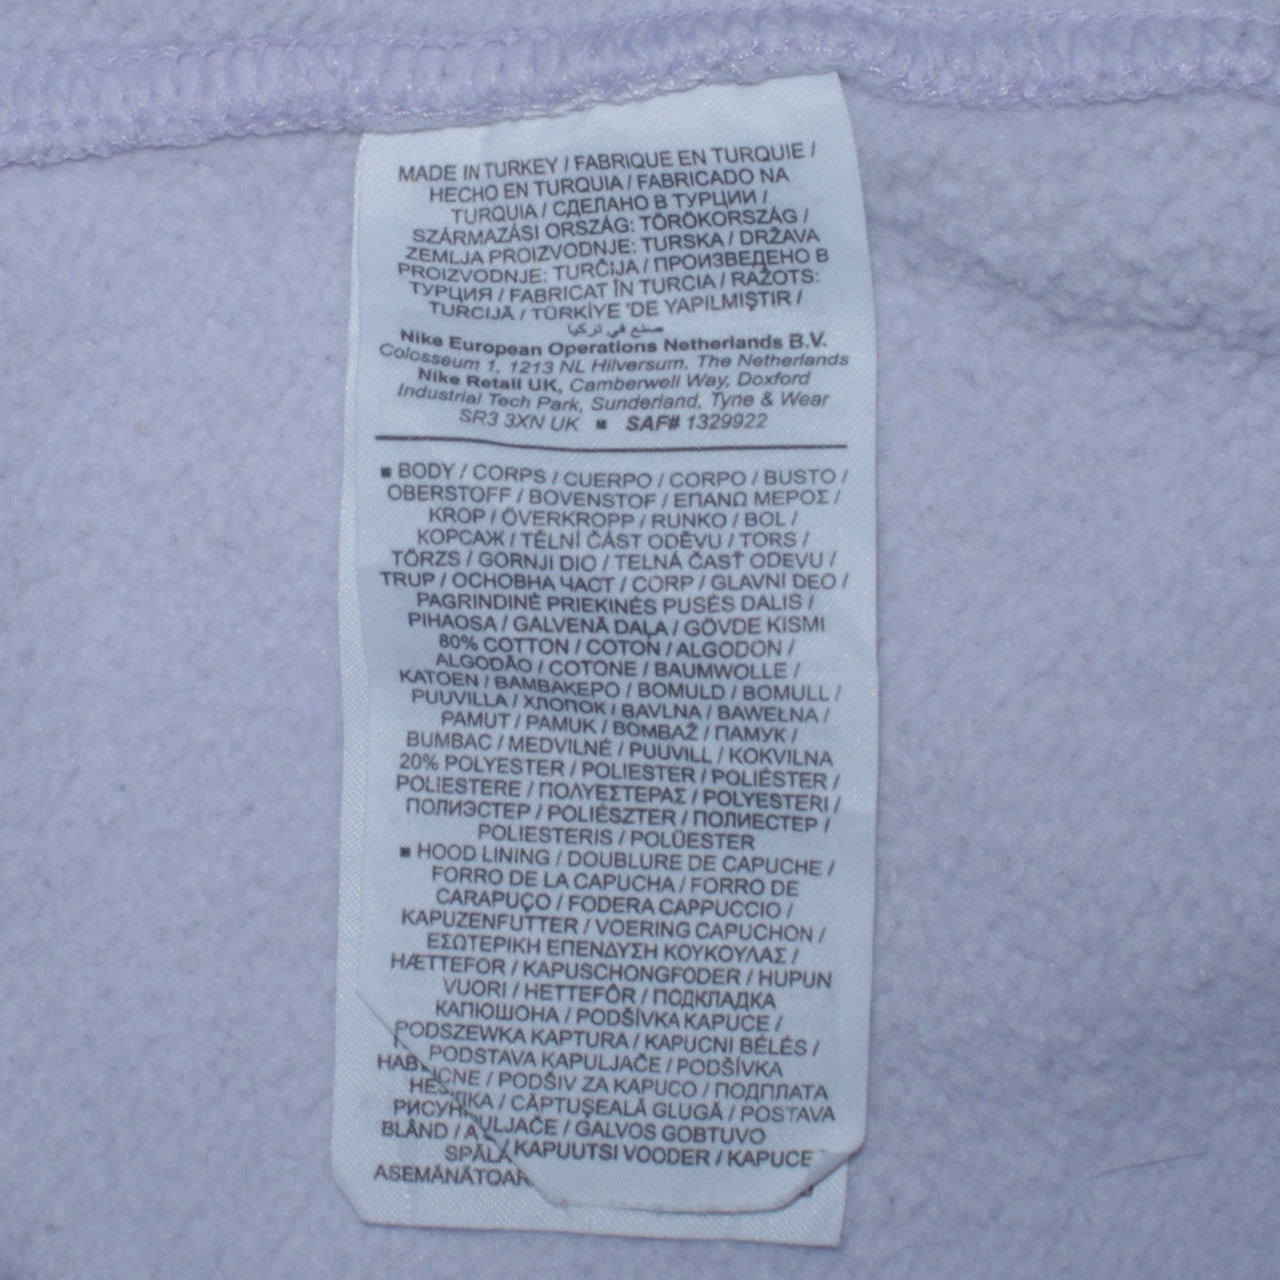 MADE IN TURKEY / FABRIQUE EN TURQUIE /
HECHO EN TURQUIA / FABRICADO NA
TURQUIA / СДЕЛАНО В ТУРЦИИ /
SZÁRMAZÁSI ORSZÁG: TÖRÖKORSZÁG /
ZEMLJA PROIZVODNJE: TURSKA / DRŽAVA
PROIZVODNJE: TURČIJA / ПРОИЗВЕДЕНО В
ТУРЦИЯ / FABRICAT ÎN TURCIA / RAŽOTS:
TURCIJĀ / TÜRKİYE 'DE YAPILMIŞTIR /
صنع في تركيا
Nike European Operations Netherlands B.V.
Colosseum 1, 1213 NL Hilversum, The Netherlands
Nike Retail UK, Camberwell Way, Doxford
Industrial Tech Park, Sunderland, Tyne & Wear
SR3 3XN UK ■ SAF# 1329922
■ BODY / CORPS / CUERPO / CORPO / BUSTO /
OBERSTOFF / BOVENSTOF / ΕΠΑΝΩ ΜΕΡΟΣ /
KROP / ÖVERKROPP / RUNKO / BOL /
КОРСАЖ / TĚLNÍ ČÁST ODĚVU / TORS /
TÖRZS / GORNJI DIO / TELNÁ ČASŤ ODEVU /
TRUP / ОСНОВНА ЧАСТ / CORP / GLAVNI DEO /
PAGRINDINĖ PRIEKINĖS PUSĖS DALIS /
PIHAOSA / GALVENĀ DAĻA / GÖVDE KISMI
80% COTTON / COTON / ALGODÓN /
ALGODÃO / COTONE / BAUMWOLLE /
KATOEN / ΒΑΜΒΑΚΕΡΟ / BOMULD / BOMULL /
PUUVILLA / ХЛОПОК / BAVLNA / BAWEŁNA /
PAMUT / PAMUK / BOMBAŽ / ПАМУК /
BUMBAC / MEDVILNĖ / PUUVILL / KOKVILNA
20% POLYESTER / POLIESTER / POLIÉSTER /
POLIESTERE / ΠΟΛΥΕΣΤΕΡΑΣ / POLYESTERI /
ПОЛИЭСТЕР / POLIÉSZTER / ПОЛИЕСТЕР /
POLIESTERIS / POLÜESTER
■ HOOD LINING / DOUBLURE DE CAPUCHE /
FORRO DE LA CAPUCHA / FORRO DE
CARAPUÇO / FODERA CAPPUCCIO /
KAPUZENFUTTER / VOERING CAPUCHON /
ΕΣΩΤΕΡΙΚΗ ΕΠΕΝΔΥΣΗ ΚΟΥΚΟΥΛΑΣ /
HÆTTEFOR / KAPUSCHONGFODER / HUPUN
VUORI / HETTEFÔR / ПОДКЛАДКА
КАПЮШОНА / PODŠÍVKA KAPUCE /
PODSZEWKA KAPTURA / KAPUCNI BÉLÉS /
PODSTAVA KAPULJAČE / PODŠÍVKA
/ PODŠIV ZA KAPUCO / ПОДПЛАТА
/ CĂPTUŞEALĂ GLUGĂ / POSTAVA
/ GALVOS GOBTUVO
BLÂND / KAPUUTSI VOODER / KAPUCE